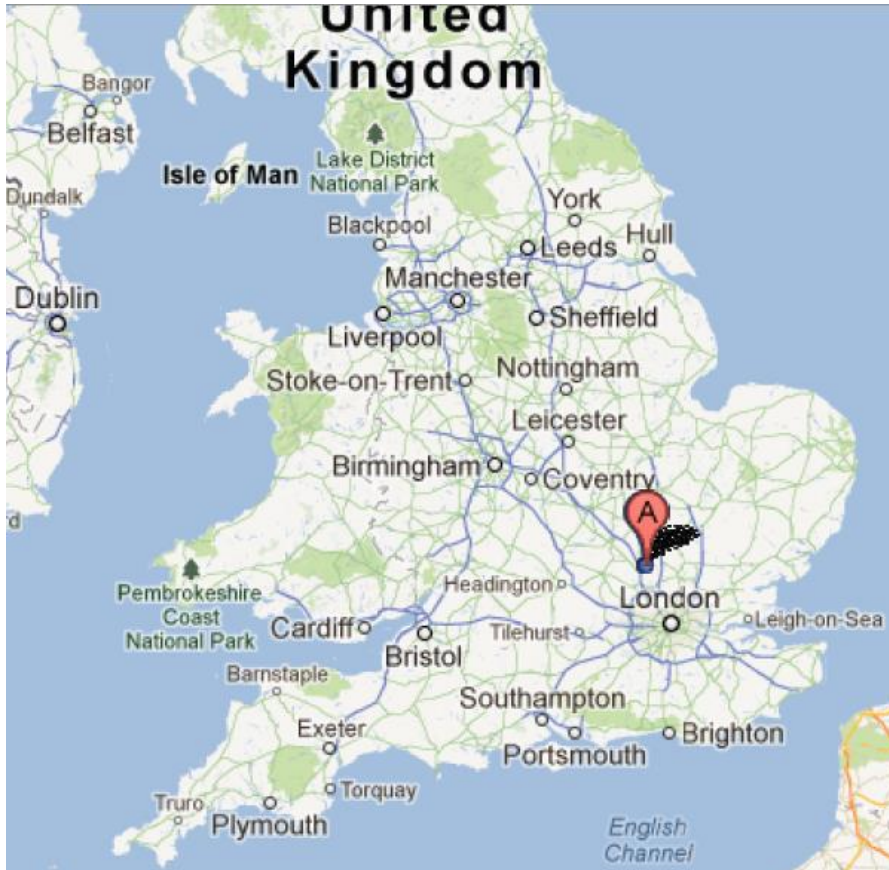 United
Kingdom
Bangor
Belfast
Lake District
National Park
Isle of Man
Dundalk
York
Blackpool
Leeds
Hull
Manchester
Dublin
Sheffield
Liverpool
Nottingham
Stoke-on-Trent
Leicester
Birmingham
Coventry
A
rd
Pembrokeshire
Coast
National Park
Headington
London
Leigh-on-Sea
Cardiff
Tilehurst
Bristol
Barnstaple
Southampton
Exeter
Brighton
Portsmouth
Torquay
Truro
Plymouth
English
Channel